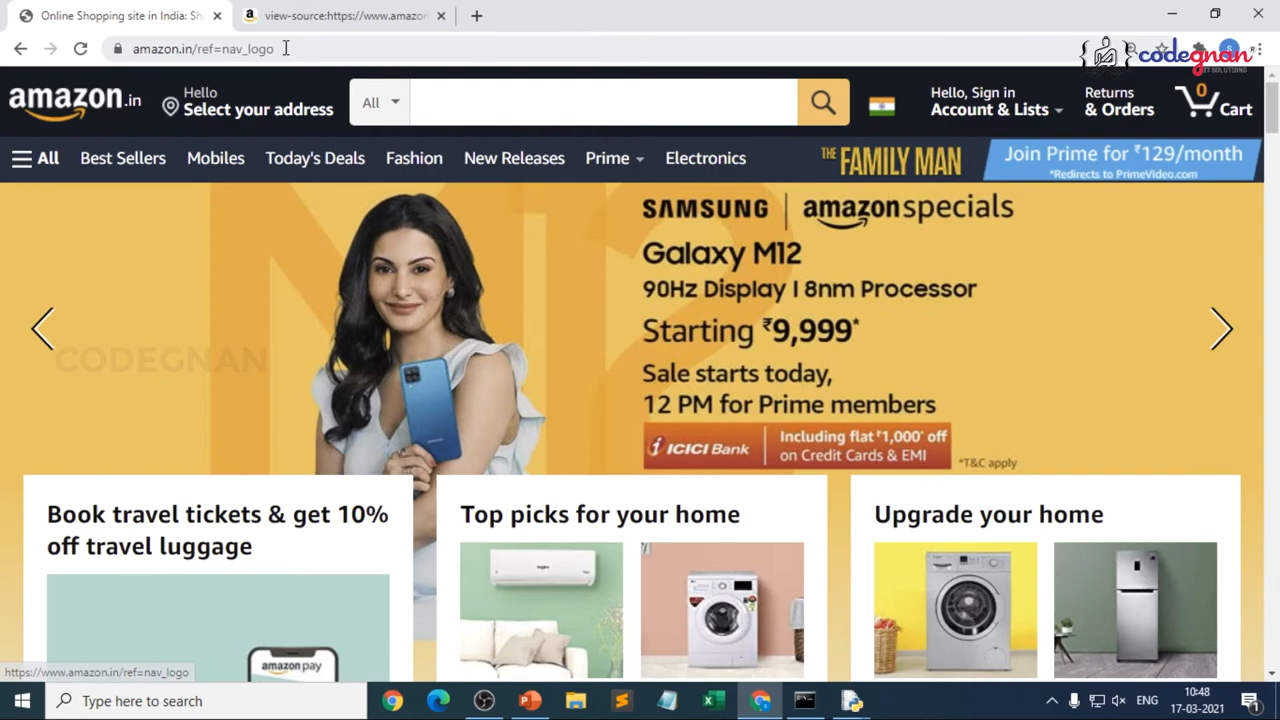 Online Shopping site in India: Sh
view-source:https://www.amazon
amazon.in/ref=nav_logo
codegnan
IT SOLUTIONS
amazon.in
Hello
Select your address
All
Hello, Sign in
Account & Lists
Returns
& Orders
0
Cart
All
Best Sellers
Mobiles
Today's Deals
Fashion
New Releases
Prime
Electronics
THE FAMILY MAN
Join Prime for ₹129/month
*Redirects to PrimeVideo.com
SAMSUNG | amazon specials
Galaxy M12
90Hz Display I 8nm Processor
Starting ₹9,999*
Sale starts today,
12 PM for Prime members
ICICI Bank
Including flat ₹1,000* off
on Credit Cards & EMI
*T&C apply
CODEGNAN
Book travel tickets & get 10%
off travel luggage
Top picks for your home
Upgrade your home
amazon pay
https://www.amazon.in/ref=nav_logo
Type here to search
ENG
10:48
17-03-2021